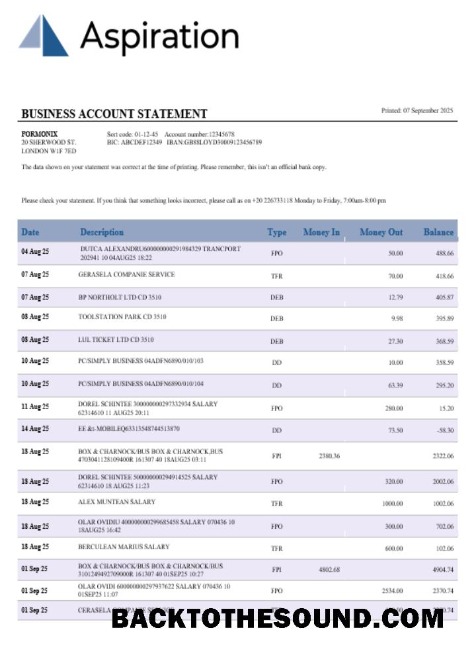 Aspiration
BUSINESS ACCOUNT STATEMENT
Printed: 07 September 2025
PORMONIX
20 SHERWOOD ST.
LONDON W1F 7ED
Sort code: 01-12-45 Account number:12345678
BIC: ABCDEF12349 IBAN:GB88LOYD30009123456789
The data shown on your statement was correct at the time of printing. Please remember, this isn't an official bank copy.
Please check your statement. If you think that something looks incorrect, please call us on +20 226733118 Monday to Friday, 7:00am-8:00 pm
Date Description Type Money In Money Out Balance
04 Aug 25 DUTCA ALEXANDRU600000000291984329 TRANCPORT 202941 10 04AUG25 18:22 FPO 50.00 488.66
07 Aug 25 GERASELA COMPANIE SERVICE TFR 70.00 418.66
07 Aug 25 BP NORTHOLT LTD CD 3510 DEB 12.79 405.87
08 Aug 25 TOOLSTATION PARK CD 3510 DEB 9.98 395.89
08 Aug 25 LUL TICKET LTD CD 3510 DEB 27.30 368.59
10 Aug 25 PC/SIMPLY BUSINESS 04ADFN6890/010/103 DD 10.00 358.59
10 Aug 25 PC/SIMPLY BUSINESS 04ADFN6890/010/104 DD 63.39 295.20
11 Aug 25 DOREL SCHINTEE 300000000297332934 SALARY 62314610 11 AUG25 20:11 FPO 280.00 15.20
14 Aug 25 EE &t-MOBILEQ63313548744513870 DD 73.50 -58.30
18 Aug 25 BOX & CHARNOCK/BUS BOX & CHARNOCK,BUS 470304112810940OR 161307 40 18AUG25 03:11 FPI 2380.36 2322.06
18 Aug 25 DOREL SCHINTEE 500000000294914525 SALARY 62314610 18 AUG25 11:23 FPO 320.00 2002.06
18 Aug 25 ALEX MUNTEAN SALARY TFR 1000.00 1002.06
18 Aug 25 OLAR OVIDIU 400000000299685458 SALARY 070436 10 18AUG25 16:42 FPO 300.00 702.06
18 Aug 25 BERCULEAN MARIUS SALARY TFR 600.00 102.06
01 Sep 25 BOX & CHARNOCK/BUS BOX & CHARNOCK/BUS 310124949270900OR 161307 40 01SEP25 10:27 FPI 4802.68 4904.74
01 Sep 25 OLAR OVIDI 600000000297937622 SALARY 070436 10 01SEP25 11:07 FPO 2534.00 2370.74
01 Sep 25 CERASELA
BACKTOTHESOUND.COM